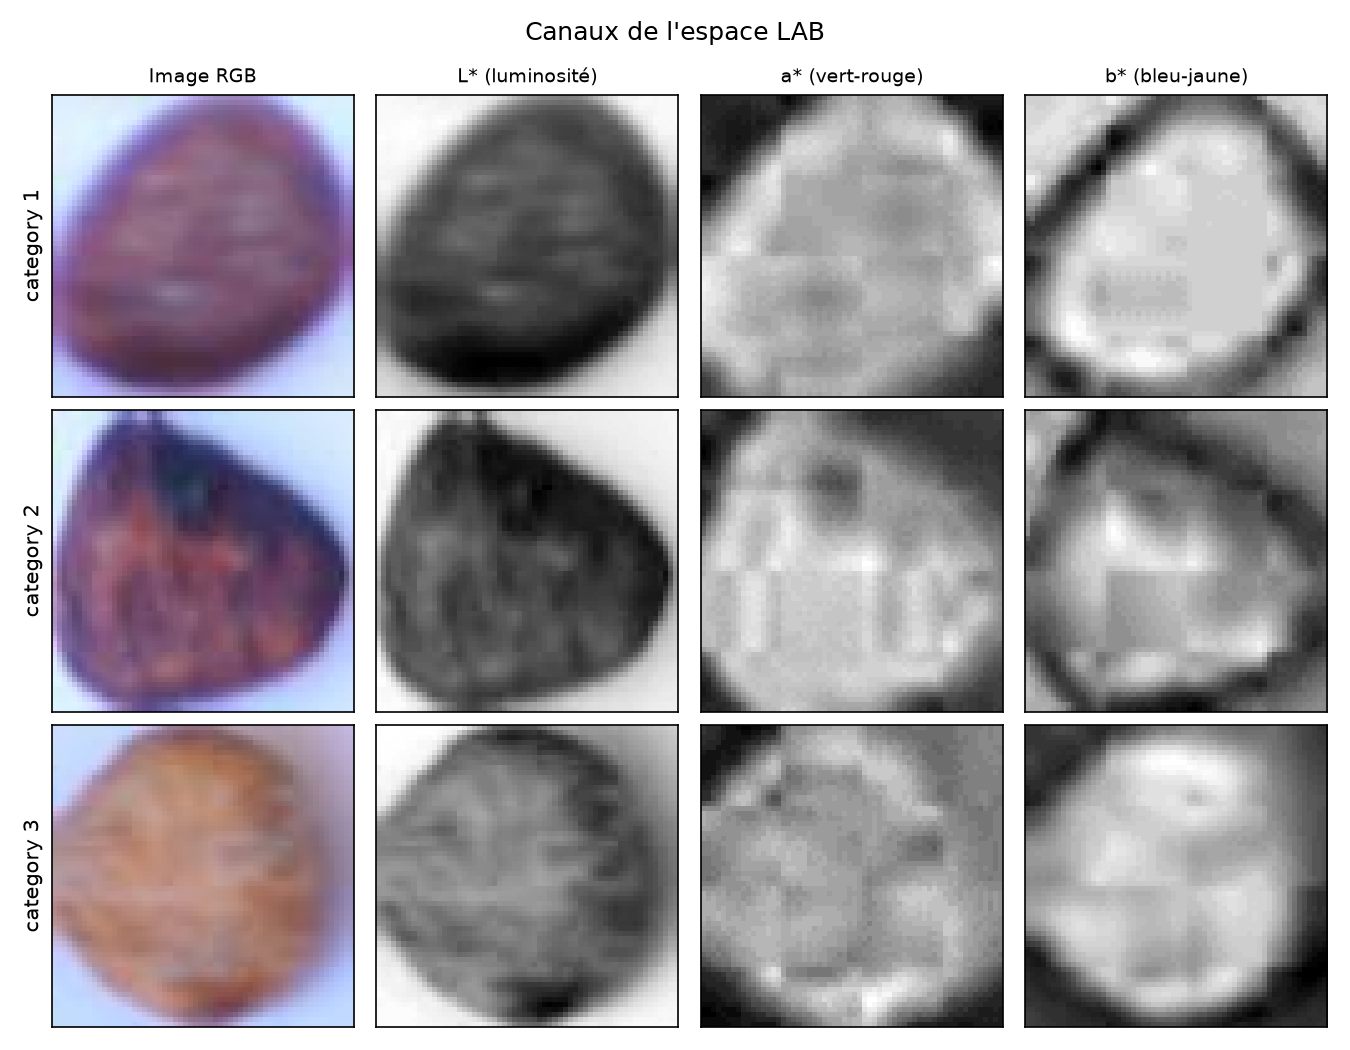 Canaux de l'espace LAB
Image RGB
L* (luminosité)
a* (vert-rouge)
b* (bleu-jaune)
category 1
category 2
category 3